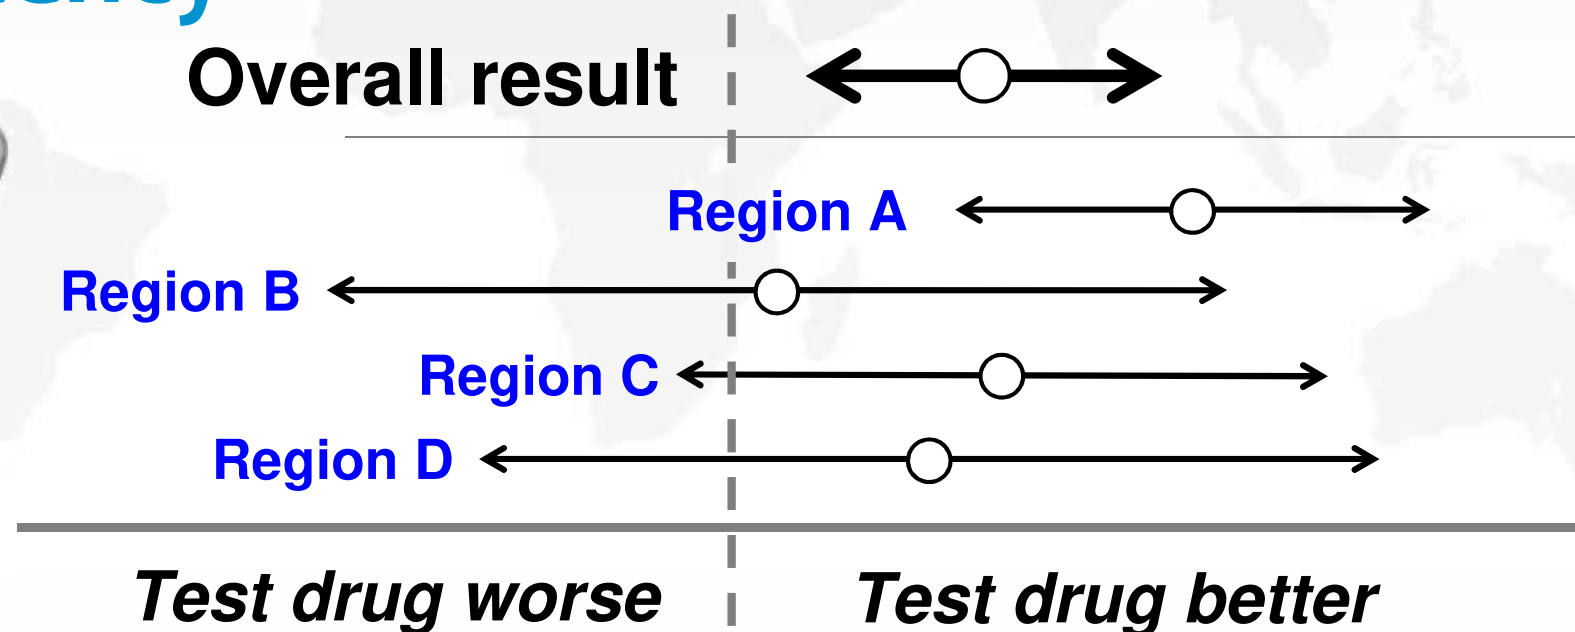 Overall result
Region A
Region B
Region C
Region D
Test drug worse
Test drug better